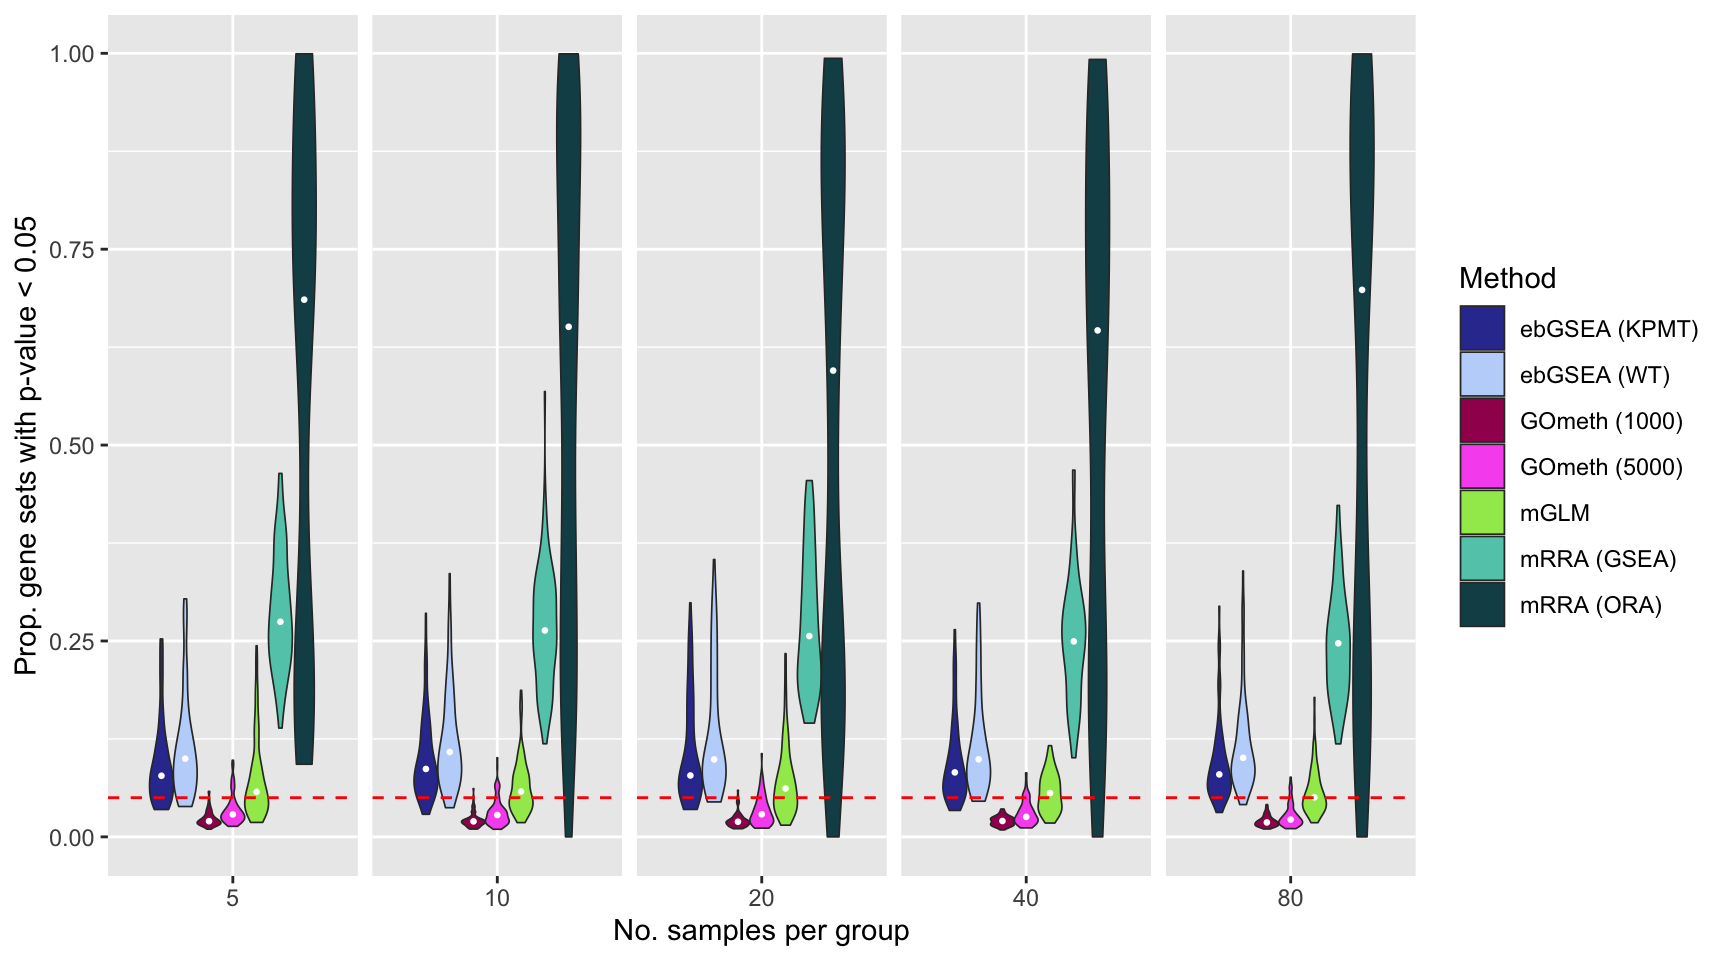 Prop. gene sets with p-value < 0.05
1.00
0.75
0.50
0.25
0.00
5
10
20
40
80
No. samples per group
Method
ebGSEA (KPMT)
ebGSEA (WT)
GOmeth (1000)
GOmeth (5000)
mGLM
mRRA (GSEA)
mRRA (ORA)